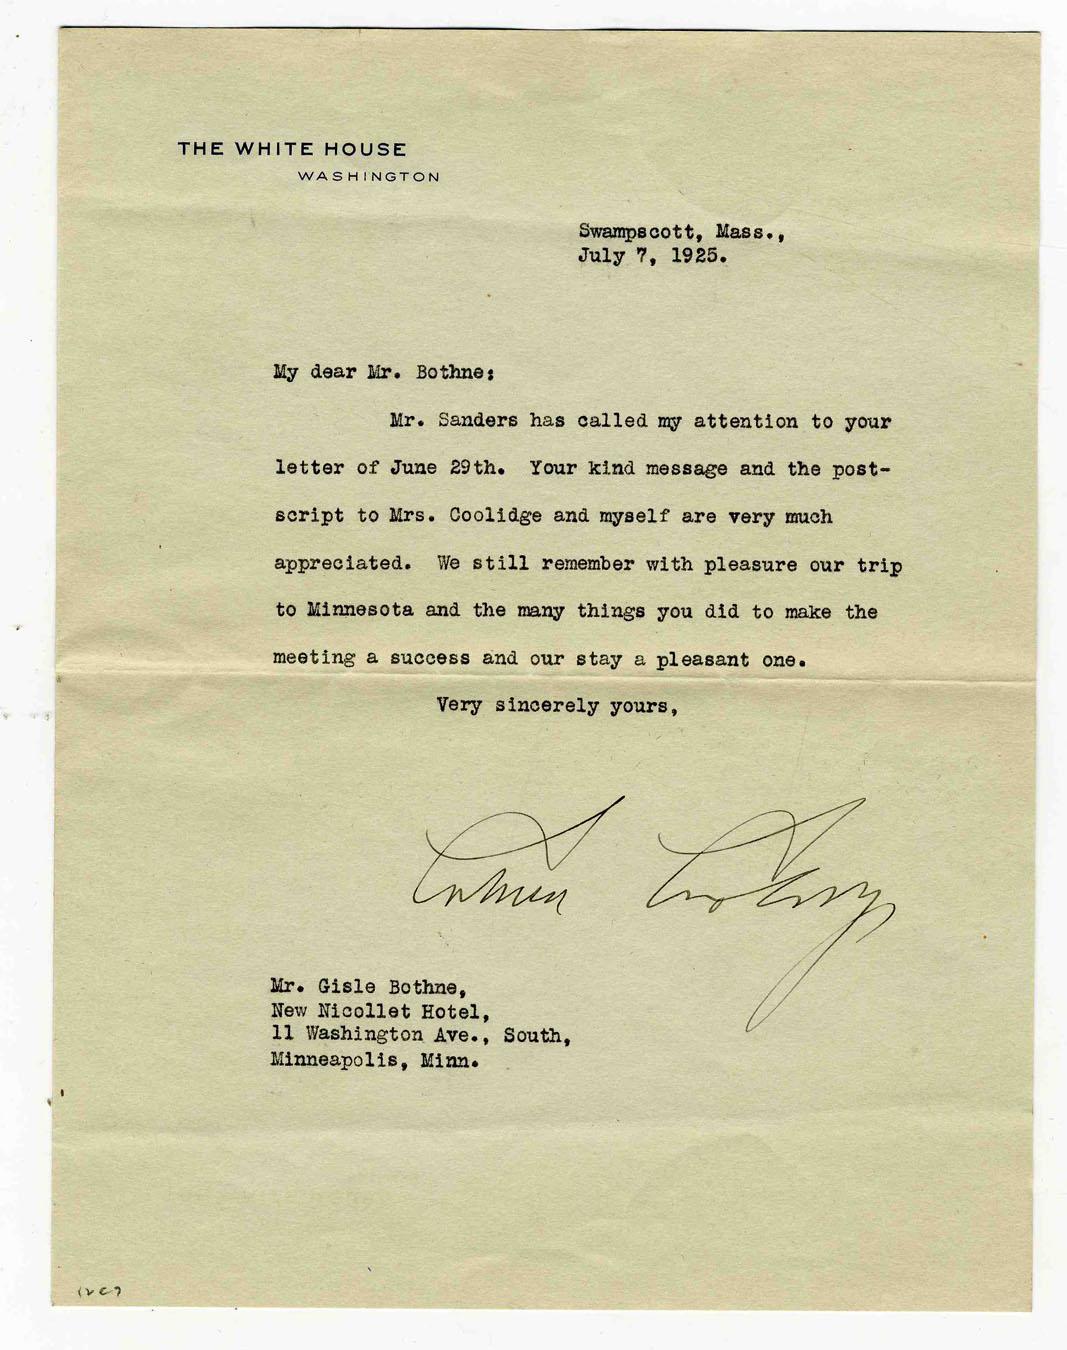 THE WHITE HOUSE
WASHINGTON
Swampscott, Mass.,
July 7, 1925.
My dear Mr. Bothne:
Mr. Sanders has called my attention to your
letter of June 29th. Your kind message and the post-
script to Mrs. Coolidge and myself are very much
appreciated. We still remember with pleasure our trip
to Minnesota and the many things you did to make the
meeting a success and our stay a pleasant one.
Very sincerely yours,
Calvin Coolidge
Mr. Gisle Bothne,
New Nicollet Hotel,
11 Washington Ave., South,
Minneapolis, Minn.